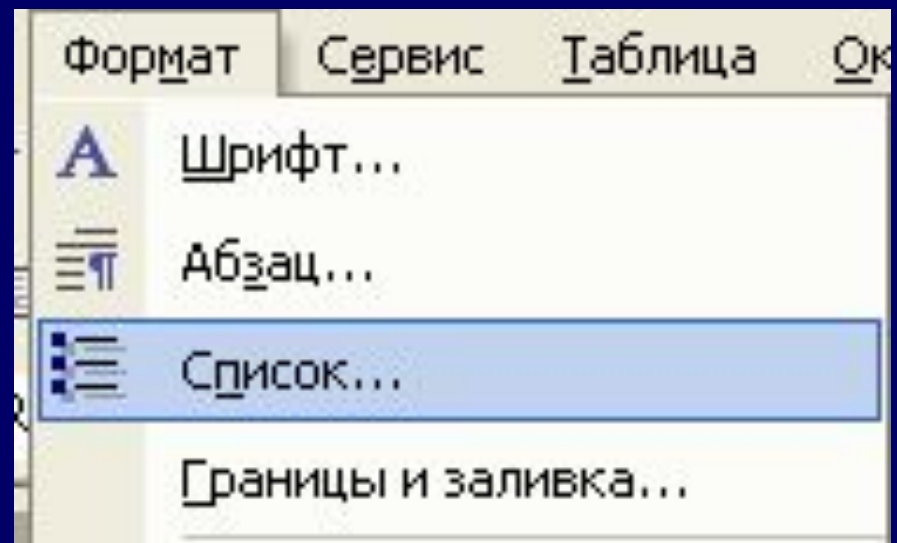 Формат Сервис Таблица
Шрифт...
Абзац...
Список...
Границы и заливка...